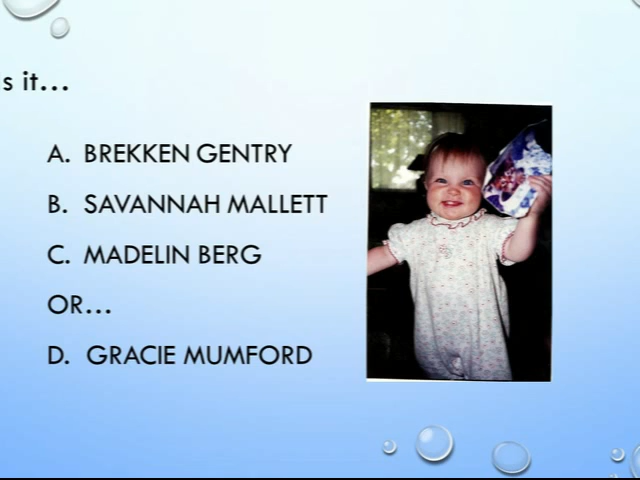 s it...
A. BREKKEN GENTRY
B. SAVANNAH MALLETT
C. MADELIN BERG
OR...
D. GRACIE MUMFORD